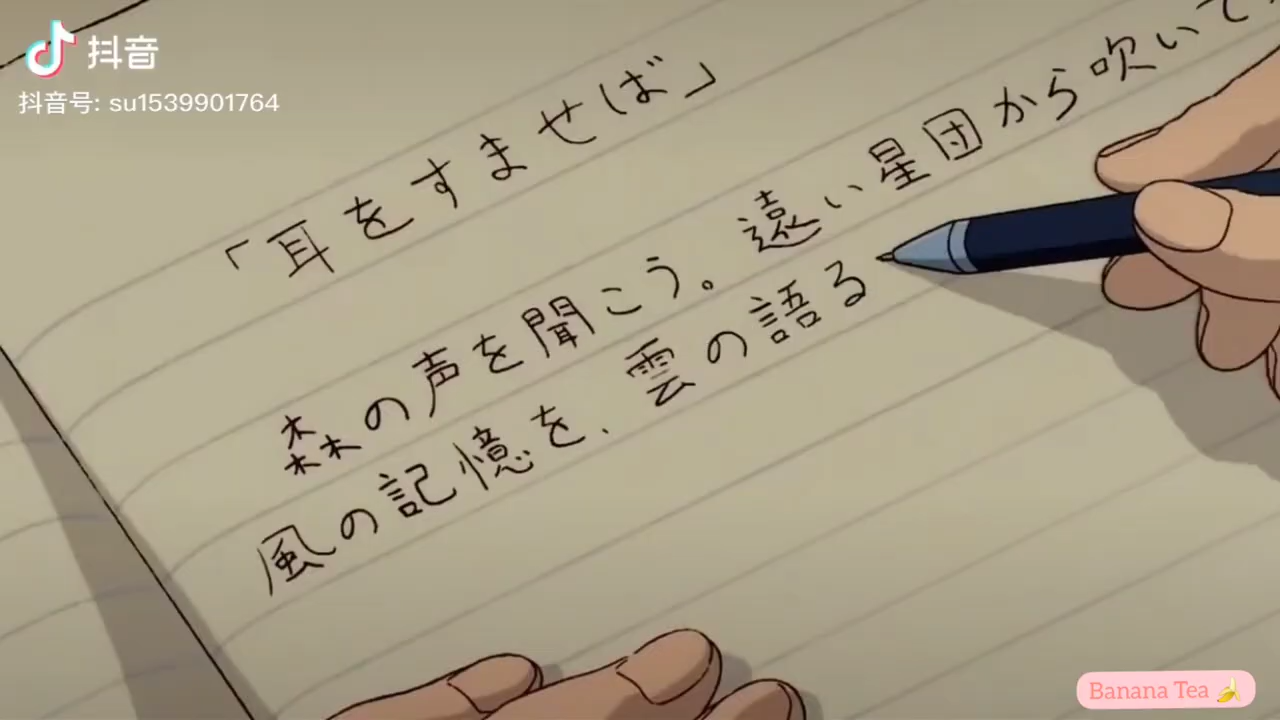 抖音
抖音号: su1539901764
「耳をすませば」
森の声を聞こう。遠い星団から吹いて
風の記憶を、雲の語る
Banana Tea 🍌